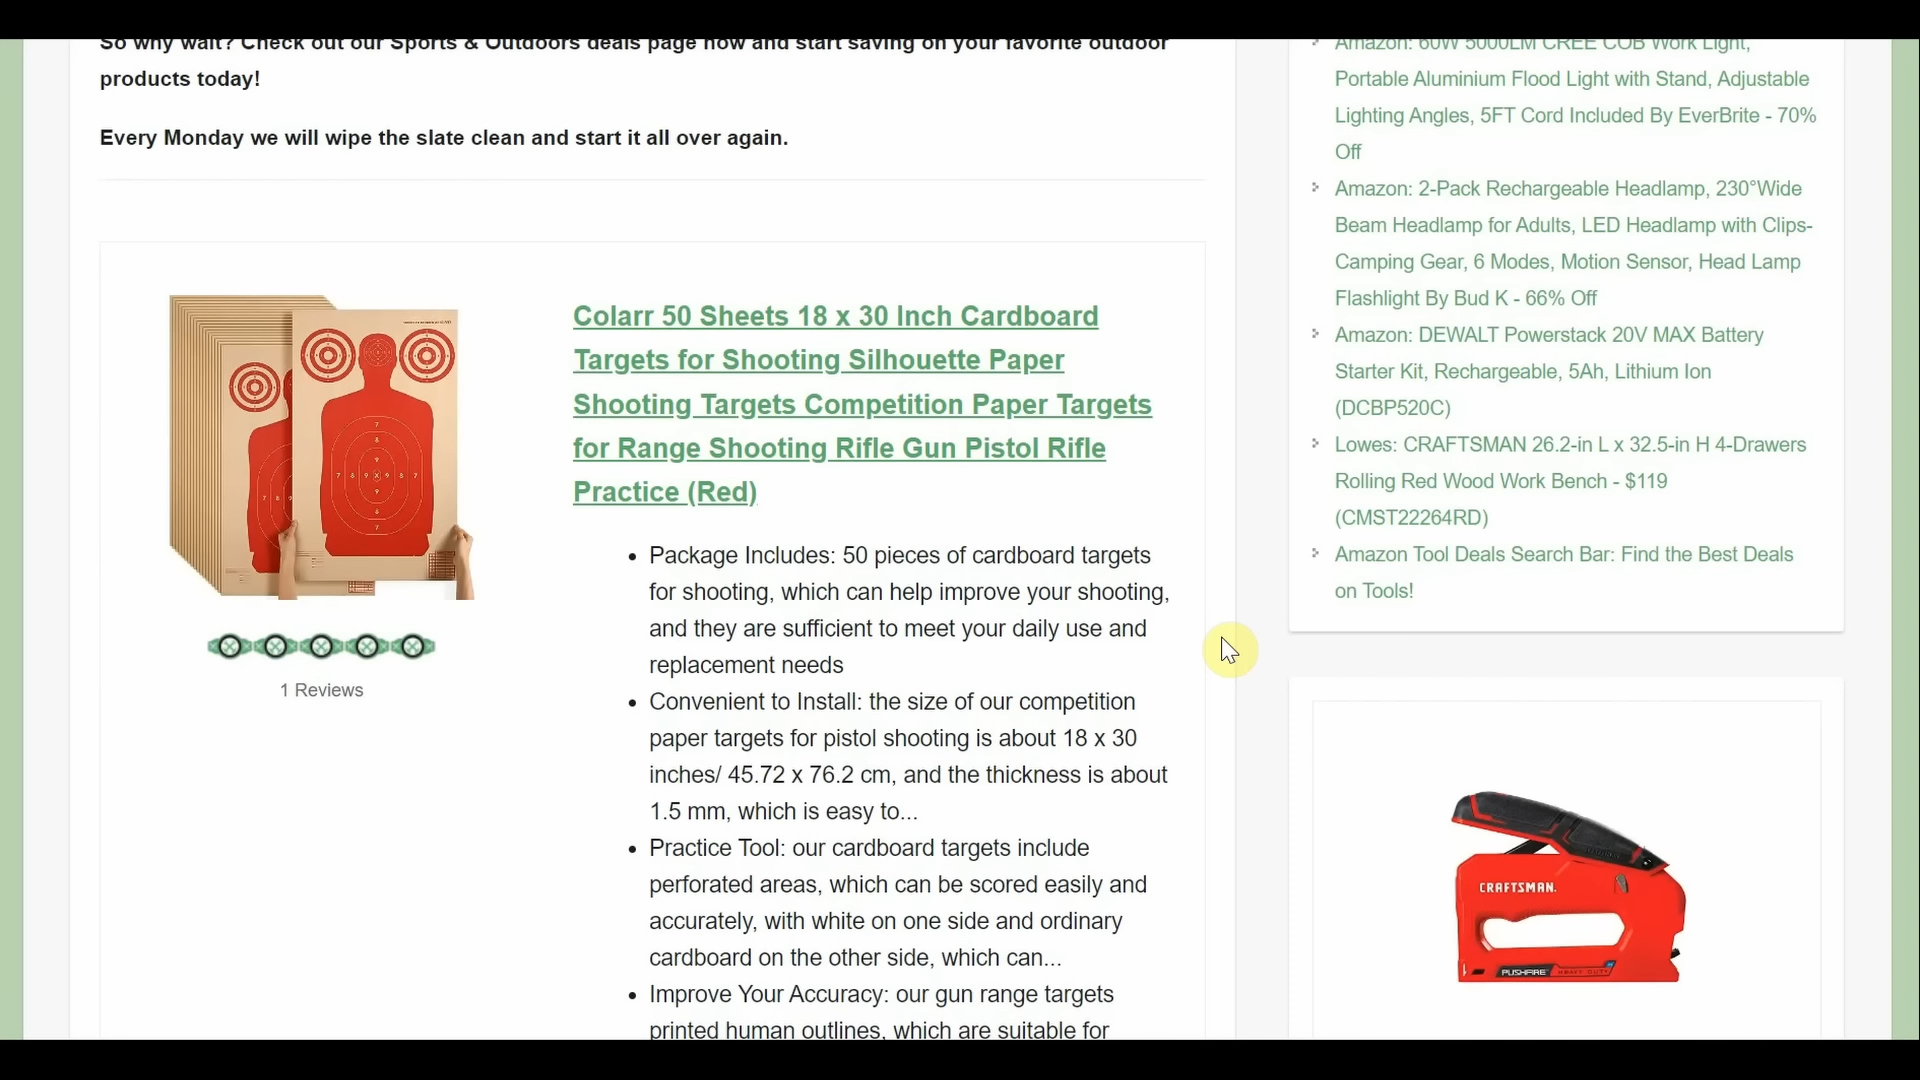 So why wait? Check out our Sports & Outdoors deals page now and start saving on your favorite outdoor
products today!
Every Monday we will wipe the slate clean and start it all over again.
Colarr 50 Sheets 18 x 30 Inch Cardboard
Targets for Shooting Silhouette Paper
Shooting Targets Competition Paper Targets
for Range Shooting Rifle Gun Pistol Rifle
Practice (Red)
1 Reviews
• Package Includes: 50 pieces of cardboard targets
for shooting, which can help improve your shooting,
and they are sufficient to meet your daily use and
replacement needs
• Convenient to Install: the size of our competition
paper targets for pistol shooting is about 18 x 30
inches/ 45.72 x 76.2 cm, and the thickness is about
1.5 mm, which is easy to...
• Practice Tool: our cardboard targets include
perforated areas, which can be scored easily and
accurately, with white on one side and ordinary
cardboard on the other side, which can...
• Improve Your Accuracy: our gun range targets
printed human outlines, which are suitable for
Amazon: 60W 5000LM CREE COB Work Light,
Portable Aluminium Flood Light with Stand, Adjustable
Lighting Angles, 5FT Cord Included By EverBrite - 70%
Off
Amazon: 2-Pack Rechargeable Headlamp, 230°Wide
Beam Headlamp for Adults, LED Headlamp with Clips-
Camping Gear, 6 Modes, Motion Sensor, Head Lamp
Flashlight By Bud K - 66% Off
Amazon: DEWALT Powerstack 20V MAX Battery
Starter Kit, Rechargeable, 5Ah, Lithium Ion
(DCBP520C)
Lowes: CRAFTSMAN 26.2-in L x 32.5-in H 4-Drawers
Rolling Red Wood Work Bench - $119
(CMST22264RD)
Amazon Tool Deals Search Bar: Find the Best Deals
on Tools!
CRAFTSMAN.
PUSHFIRE HEAVY DUTY